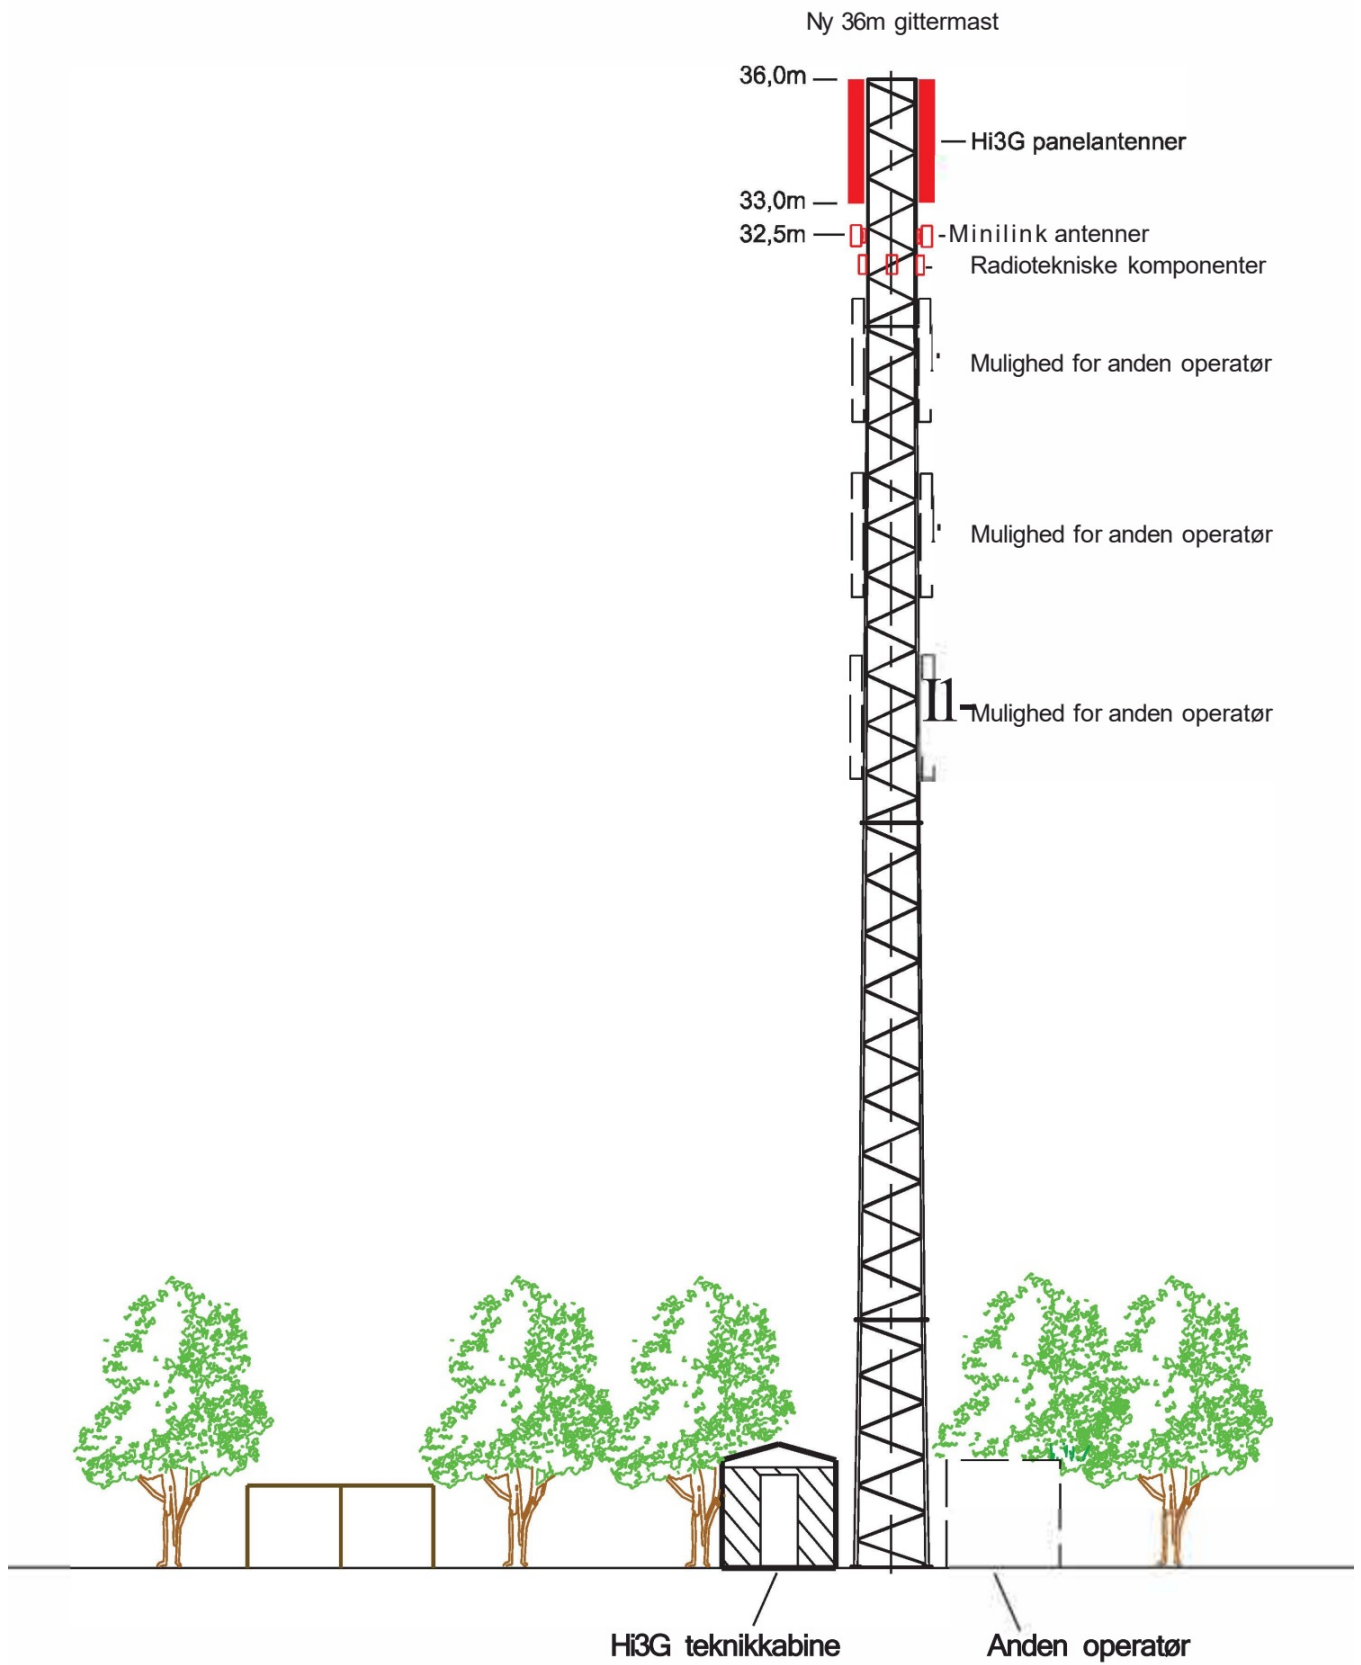 Ny 36m gittermast
36,0m
Hi3G panelantenner
33,0m
32,5m
Minilink antenner
Radiotekniske komponenter
Mulighed for anden operatør
Mulighed for anden operatør
Mulighed for anden operatør
Hi3G teknikkabine
Anden operatør